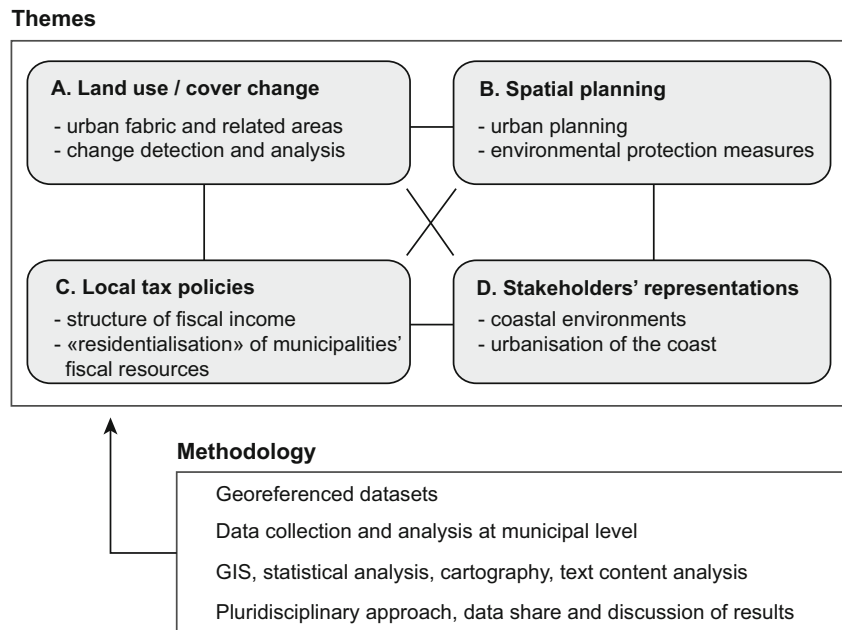 Themes
A. Land use / cover change
- urban fabric and related areas
- change detection and analysis
B. Spatial planning
- urban planning
- environmental protection measures
C. Local tax policies
- structure of fiscal income
- «residentialisation» of municipalities’
fiscal resources
D. Stakeholders’ representations
- coastal environments
- urbanisation of the coast
Methodology
Georeferenced datasets
Data collection and analysis at municipal level
GIS, statistical analysis, cartography, text content analysis
Pluridisciplinary approach, data share and discussion of results